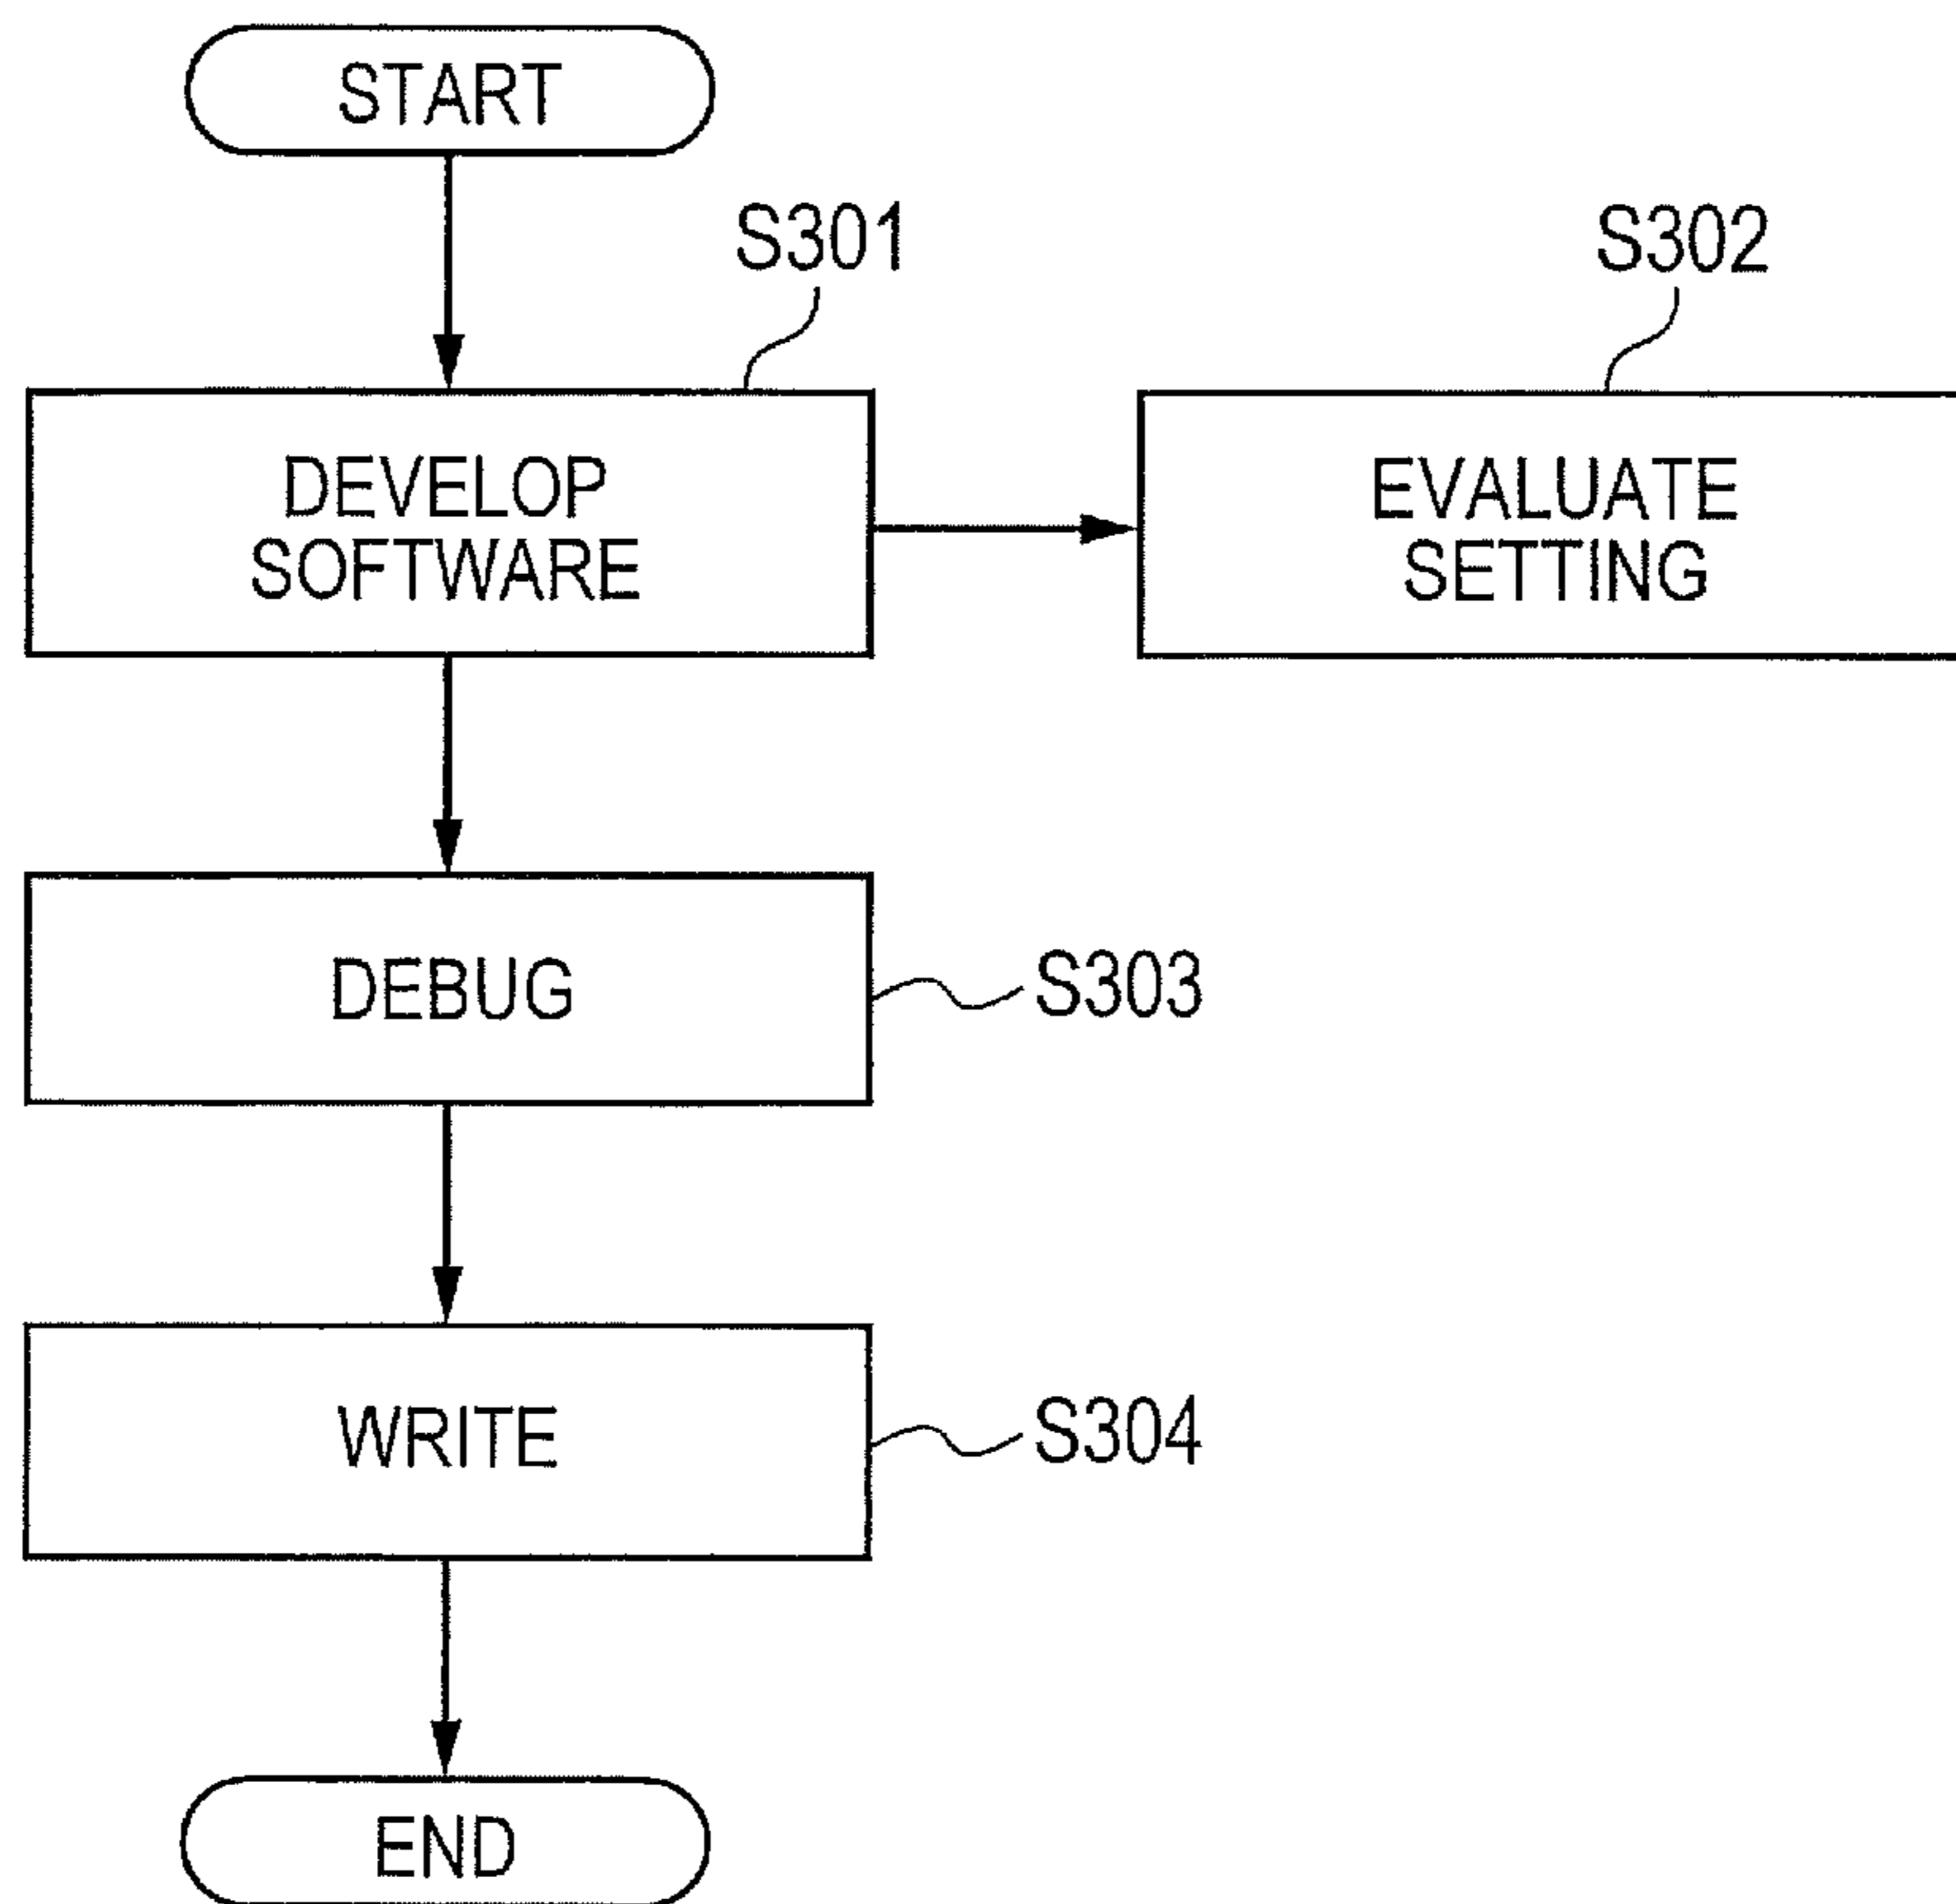 START
S301
S302
DEVELOP
SOFTWARE
EVALUATE
SETTING
DEBUG
S303
WRITE
S304
END